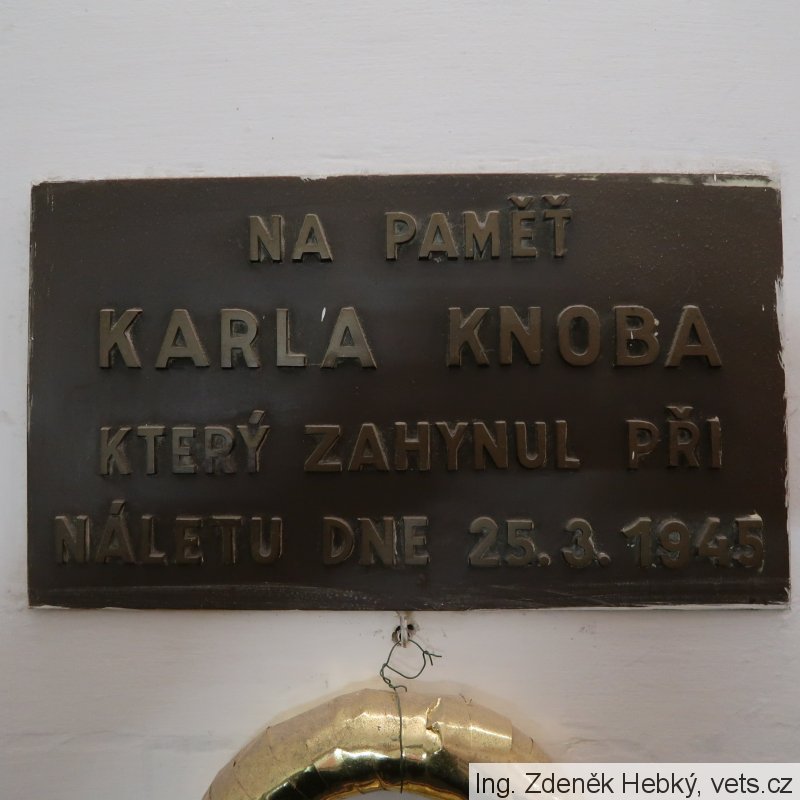 NA PAMĚŤ
KARLA KNOBA
KTERÝ ZAHYNUL PŘI
NÁLETU DNE 25.3.1945
Ing. Zdeněk Hebký, vets.cz